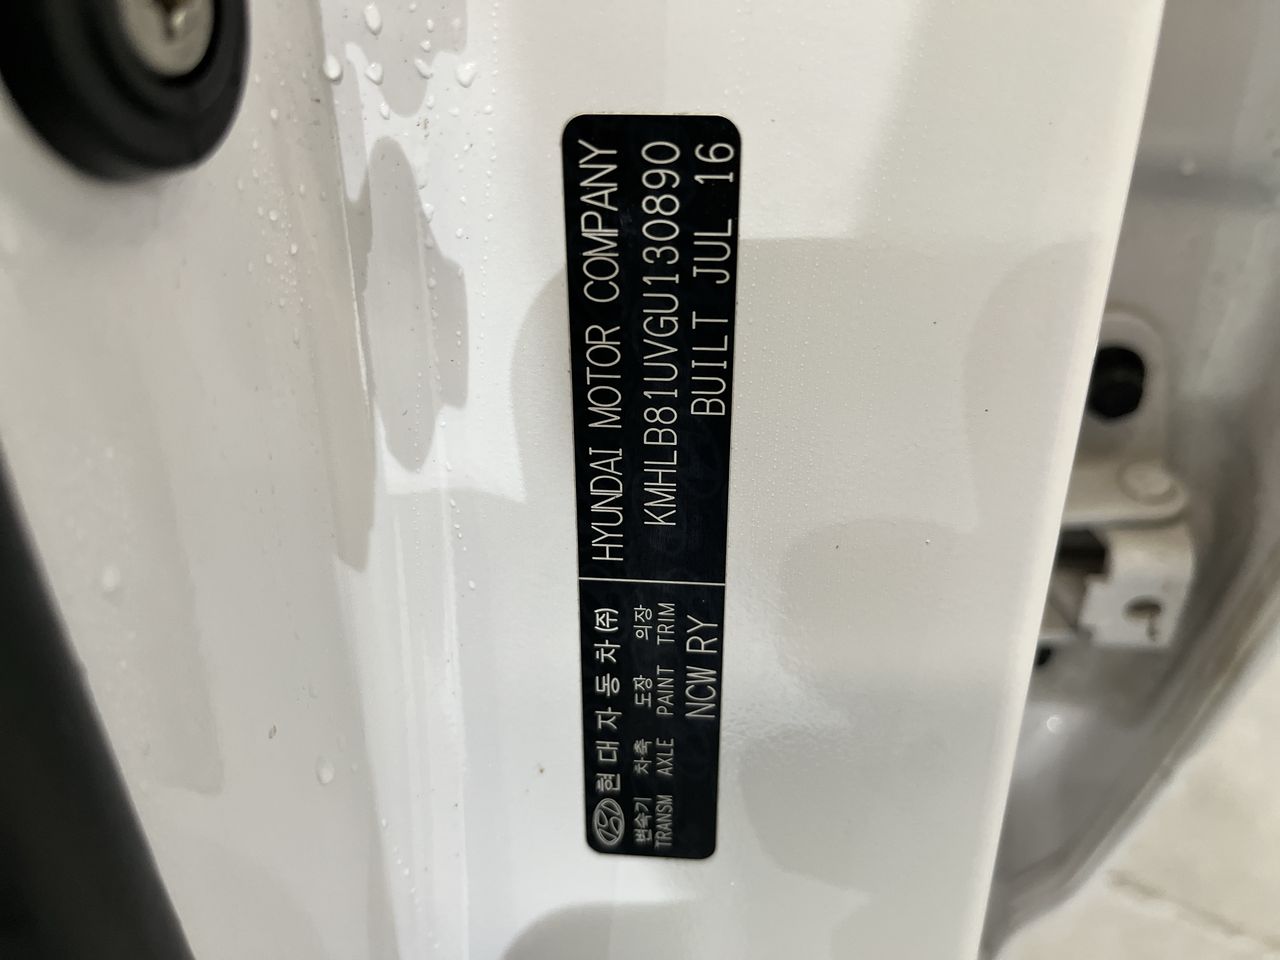 현대자동차(주)
변속기 차축 도장 의장
TRANSM AXLE PAINT TRIM
NCW RY
HYUNDAI MOTOR COMPANY
KMHLB81UVGU130890
BUILT JUL 16